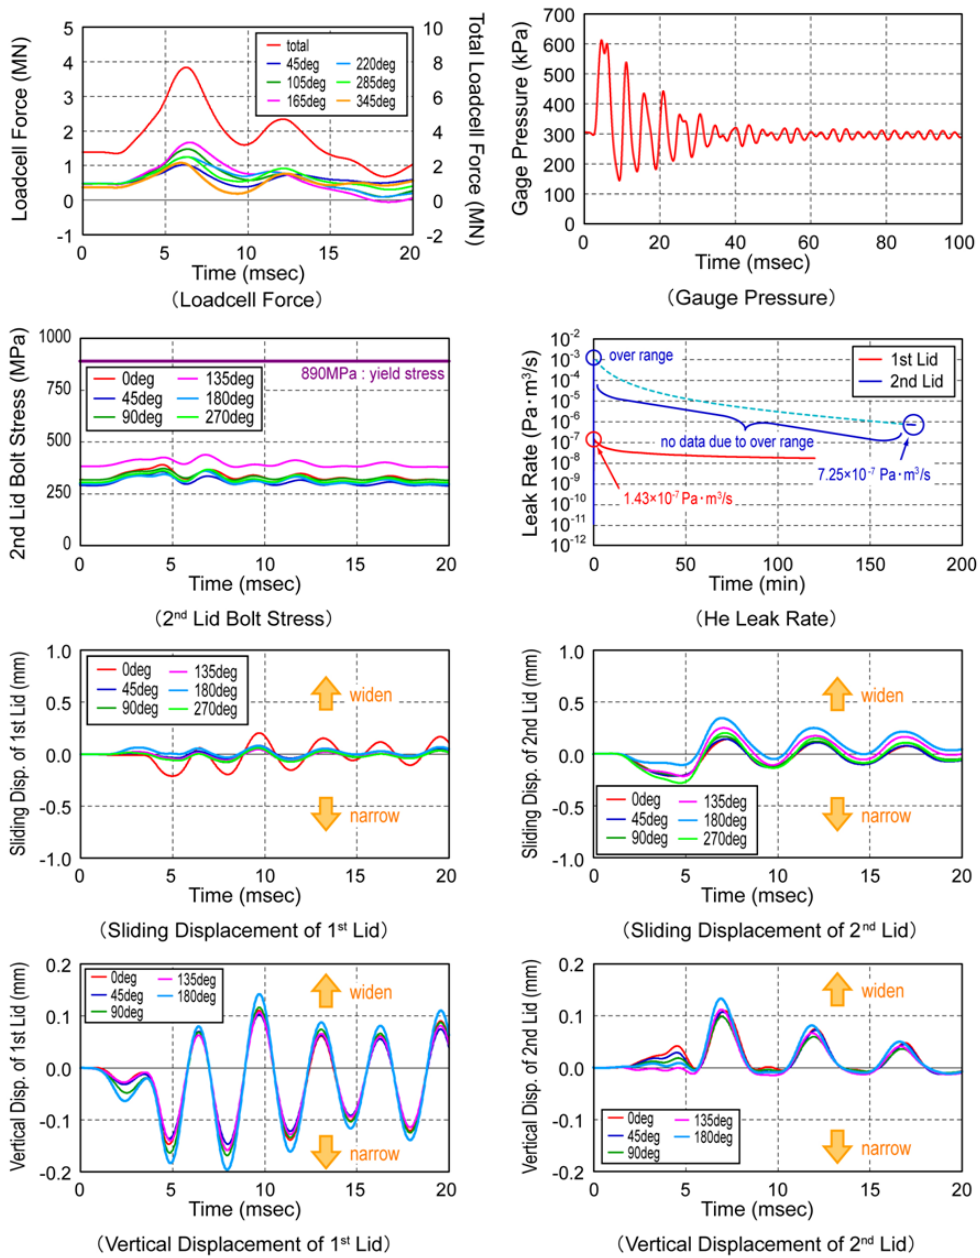 Loadcell Force (MN)
5
4
3
2
1
0
-1
total
45deg
105deg
165deg
220deg
285deg
345deg
10
8
6
4
2
0
-2
Total Loadcell Force (MN)
0 5 10 15 20
Time (msec)
(Loadcell Force)
Gage Pressure (kPa)
700
600
500
400
300
200
100
0
0 20 40 60 80 100
Time (msec)
(Gauge Pressure)
2nd Lid Bolt Stress (MPa)
1000
750
500
250
0
890MPa : yield stress
0deg
45deg
90deg
135deg
180deg
270deg
0 5 10 15 20
Time (msec)
(2nd Lid Bolt Stress)
Leak Rate (Pa·m³/s)
10⁻²
10⁻³
10⁻⁴
10⁻⁵
10⁻⁶
10⁻⁷
10⁻⁸
10⁻⁹
10⁻¹⁰
10⁻¹¹
10⁻¹²
over range
1st Lid
2nd Lid
no data due to over range
7.25×10⁻⁷ Pa·m³/s
1.43×10⁻⁷ Pa·m³/s
0 50 100 150 200
Time (min)
(He Leak Rate)
Sliding Disp. of 1st Lid (mm)
1.0
0.5
0.0
-0.5
-1.0
0deg
45deg
90deg
135deg
180deg
270deg
widen
narrow
0 5 10 15 20
Time (msec)
(Sliding Displacement of 1st Lid)
Sliding Disp. of 2nd Lid (mm)
1.0
0.5
0.0
-0.5
-1.0
widen
narrow
0deg
45deg
90deg
135deg
180deg
270deg
0 5 10 15 20
Time (msec)
(Sliding Displacement of 2nd Lid)
Vertical Disp. of 1st Lid (mm)
0.2
0.1
0.0
-0.1
-0.2
0deg
45deg
90deg
135deg
180deg
widen
narrow
0 5 10 15 20
Time (msec)
(Vertical Displacement of 1st Lid)
Vertical Disp. of 2nd Lid (mm)
0.2
0.1
0.0
-0.1
-0.2
widen
narrow
0deg
45deg
90deg
135deg
180deg
0 5 10 15 20
Time (msec)
(Vertical Displacement of 2nd Lid)